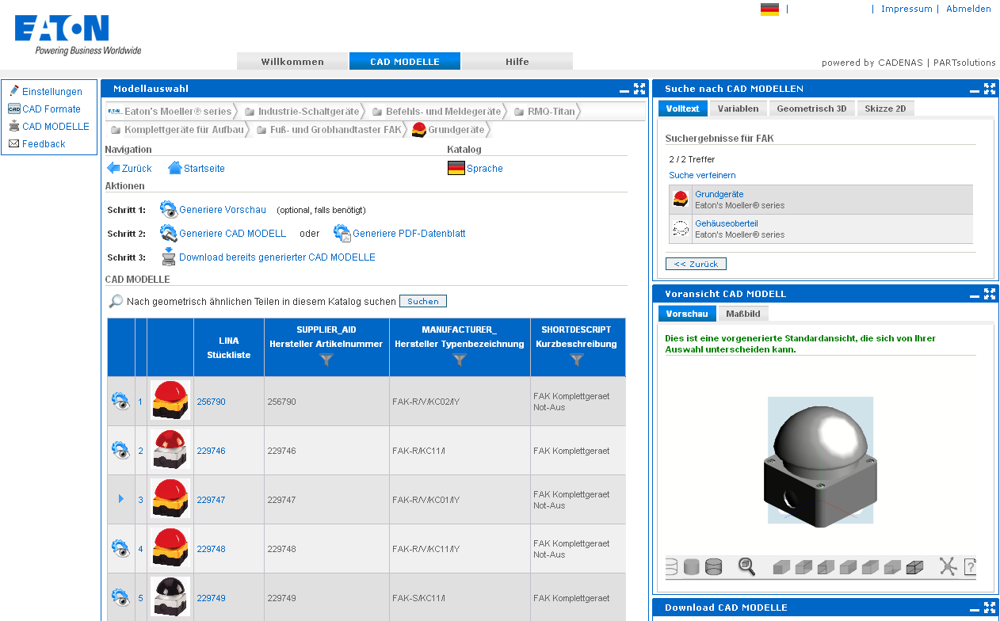 EATON
Powering Business Worldwide
| | Impressum | Abmelden
Willkommen CAD MODELLE Hilfe
powered by CADENAS | PARTsolutions
Einstellungen
CAD Formate
CAD MODELLE
Feedback
Modellauswahl
Eaton's Moeller® series Industrie-Schaltgeräte Befehls- und Meldegeräte RMQ-Titan
Komplettgeräte für Aufbau Fuß- und Grobhandtaster FAK Grundgeräte
Navigation Katalog
Zurück Startseite Sprache
Aktionen
Schritt 1: Generiere Vorschau (optional, falls benötigt)
Schritt 2: Generiere CAD MODELL oder Generiere PDF-Datenblatt
Schritt 3: Download bereits generierter CAD MODELLE
CAD MODELLE
Nach geometrisch ähnlichen Teilen in diesem Katalog suchen Suchen
LINA Stückliste SUPPLIER_AID Hersteller Artikelnummer MANUFACTURER_ Hersteller Typenbezeichnung SHORTDESCRIPT Kurzbeschreibung
1 256790 256790 FAK-R/V/KC02/IY FAK Komplettgeraet Not-Aus
2 229746 229746 FAK-R/KC11/I FAK Komplettgeraet
3 229747 229747 FAK-R/V/KC01/IY FAK Komplettgeraet Not-Aus
4 229748 229748 FAK-R/V/KC11/IY FAK Komplettgeraet Not-Aus
5 229749 229749 FAK-S/KC11/I FAK Komplettgeraet
Suche nach CAD MODELLEN
Volltext Variablen Geometrisch 3D Skizze 2D
Suchergebnisse für FAK
2 / 2 Treffer
Suche verfeinern
Grundgeräte
Eaton's Moeller® series
Gehäuseoberteil
Eaton's Moeller® series
<< Zurück
Voransicht CAD MODELL
Vorschau Maßbild
Dies ist eine vorgenerierte Standardansicht, die sich von Ihrer
Auswahl unterscheiden kann.
Download CAD MODELLE